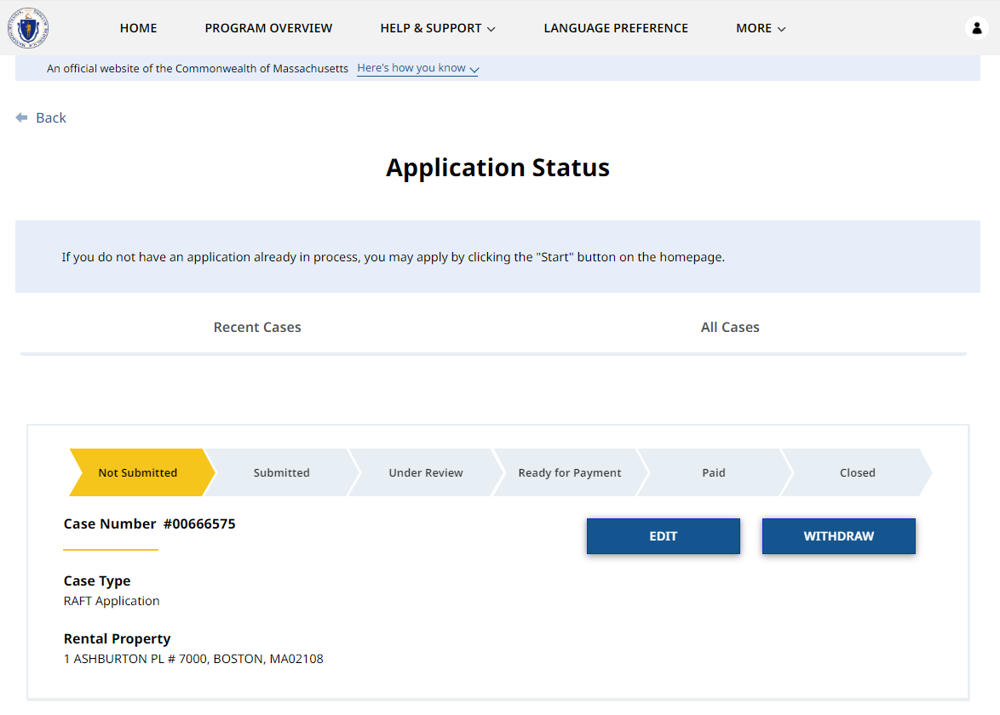 HOME PROGRAM OVERVIEW HELP & SUPPORT LANGUAGE PREFERENCE MORE
An official website of the Commonwealth of Massachusetts Here's how you know
Back
Application Status
If you do not have an application already in process, you may apply by clicking the "Start" button on the homepage.
Recent Cases All Cases
Not Submitted Submitted Under Review Ready for Payment Paid Closed
Case Number #00666575
EDIT WITHDRAW
Case Type
RAFT Application
Rental Property
1 ASHBURTON PL # 7000, BOSTON, MA02108